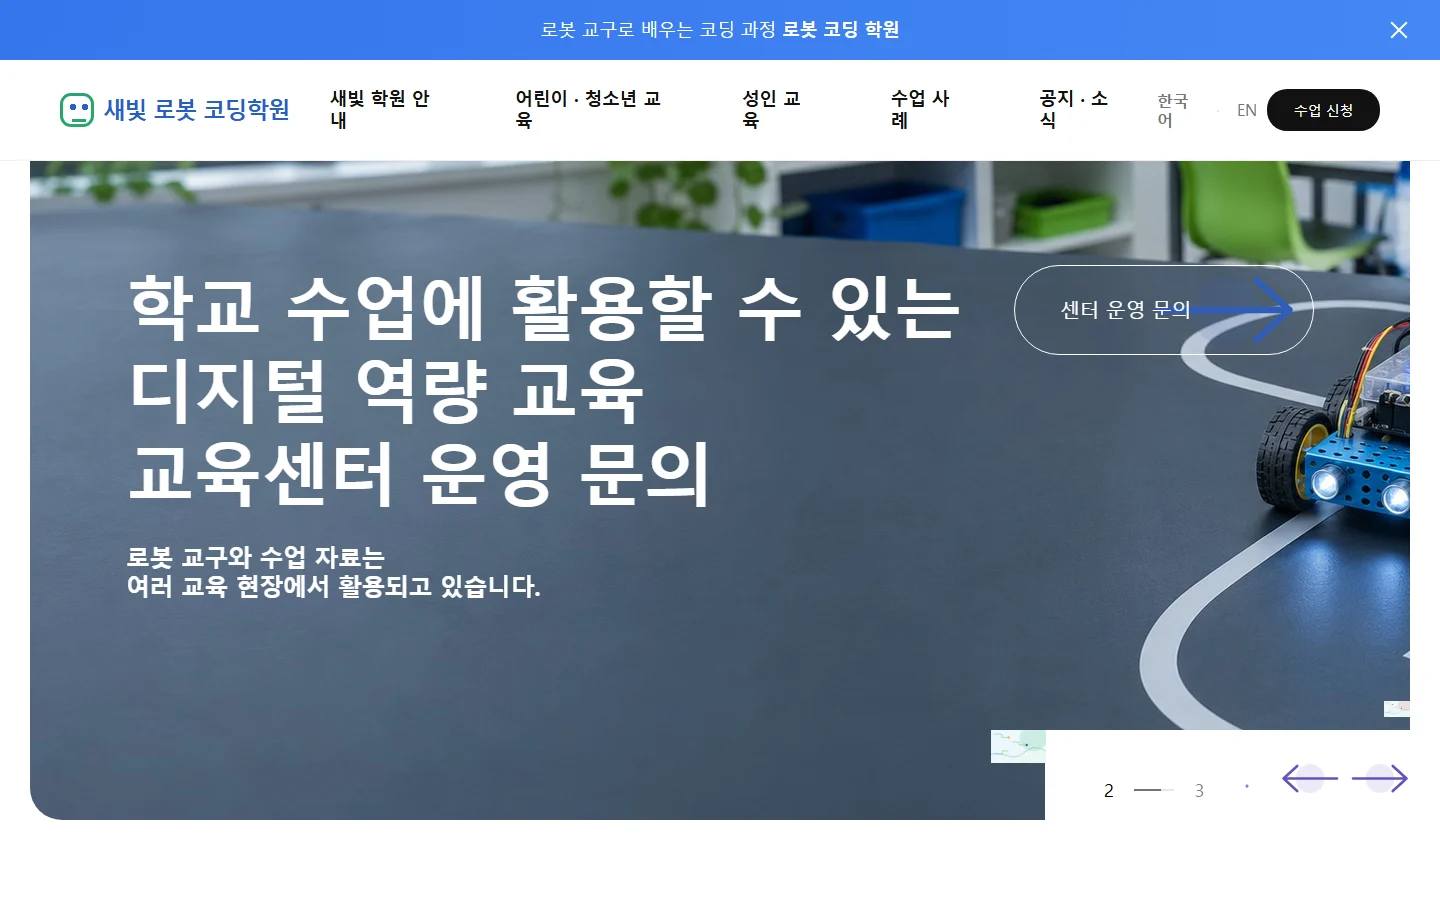 로봇 교구로 배우는 코딩 과정 로봇 코딩 학원
새빛 로봇 코딩학원
새빛 학원 안
내
어린이 · 청소년 교
육
성인 교
육
수업 사
례
공지 · 소
식
한국
어
·
EN
수업 신청
학교 수업에 활용할 수 있는
디지털 역량 교육
교육센터 운영 문의
센터 운영 문의
로봇 교구와 수업 자료는
여러 교육 현장에서 활용되고 있습니다.
2
3